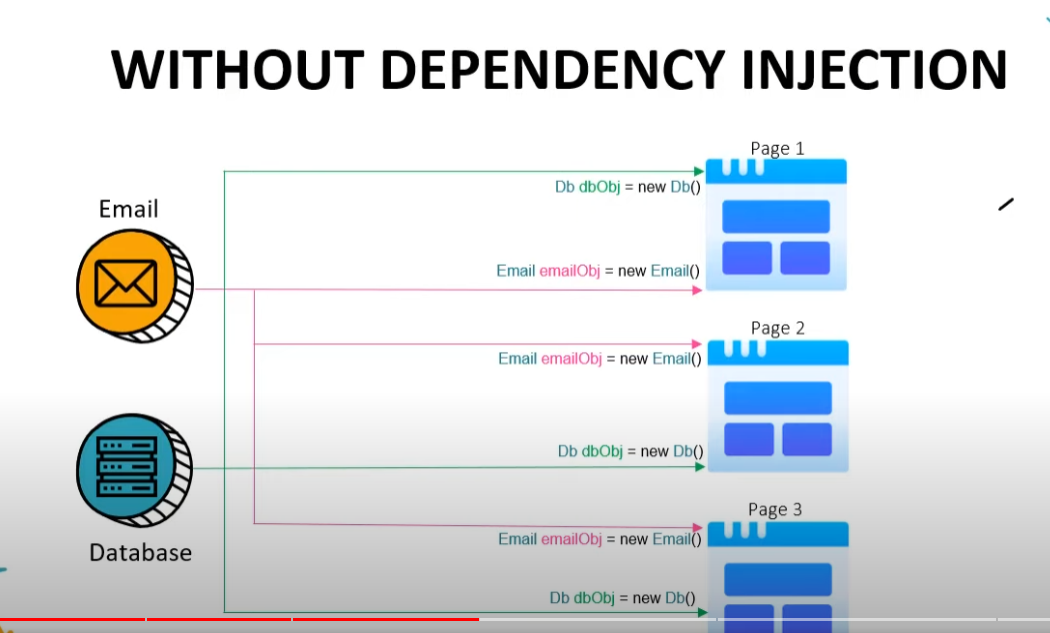 WITHOUT DEPENDENCY INJECTION
Page 1
Db dbObj = new Db()
Email
Email emailObj = new Email()
Page 2
Email emailObj = new Email()
Db dbObj = new Db()
Page 3
Email emailObj = new Email()
Database
Db dbObj = new Db()